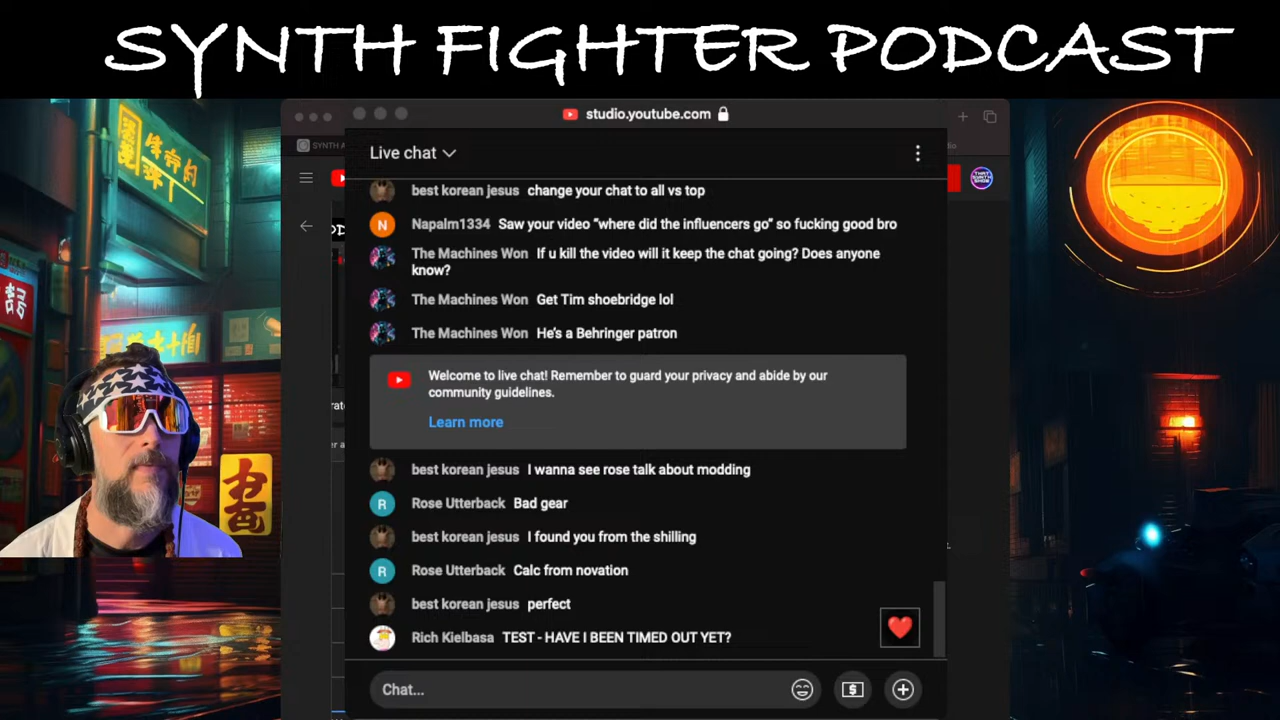 SYNTH FIGHTER PODCAST
studio.youtube.com
SYNTH A
Live chat
best korean jesus change your chat to all vs top
N Napalm1334 Saw your video “where did the influencers go” so fucking good bro
The Machines Won If u kill the video will it keep the chat going? Does anyone
know?
The Machines Won Get Tim shoebridge lol
The Machines Won He’s a Behringer patron
Welcome to live chat! Remember to guard your privacy and abide by our
community guidelines.
Learn more
best korean jesus I wanna see rose talk about modding
R Rose Utterback Bad gear
best korean jesus I found you from the shilling
R Rose Utterback Calc from novation
best korean jesus perfect
Rich Kielbasa TEST - HAVE I BEEN TIMED OUT YET?
Chat...